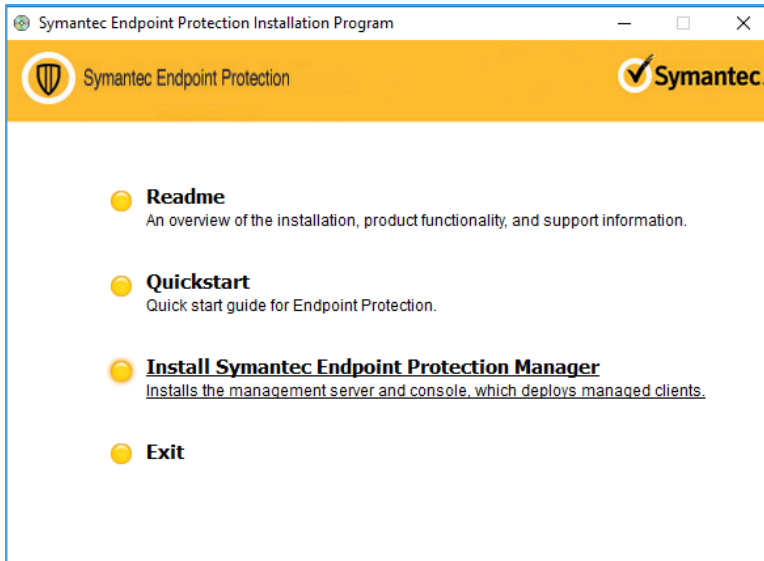 Symantec Endpoint Protection Installation Program
Symantec Endpoint Protection
Symantec.
Readme
An overview of the installation, product functionality, and support information.
Quickstart
Quick start guide for Endpoint Protection.
Install Symantec Endpoint Protection Manager
Installs the management server and console, which deploys managed clients.
Exit